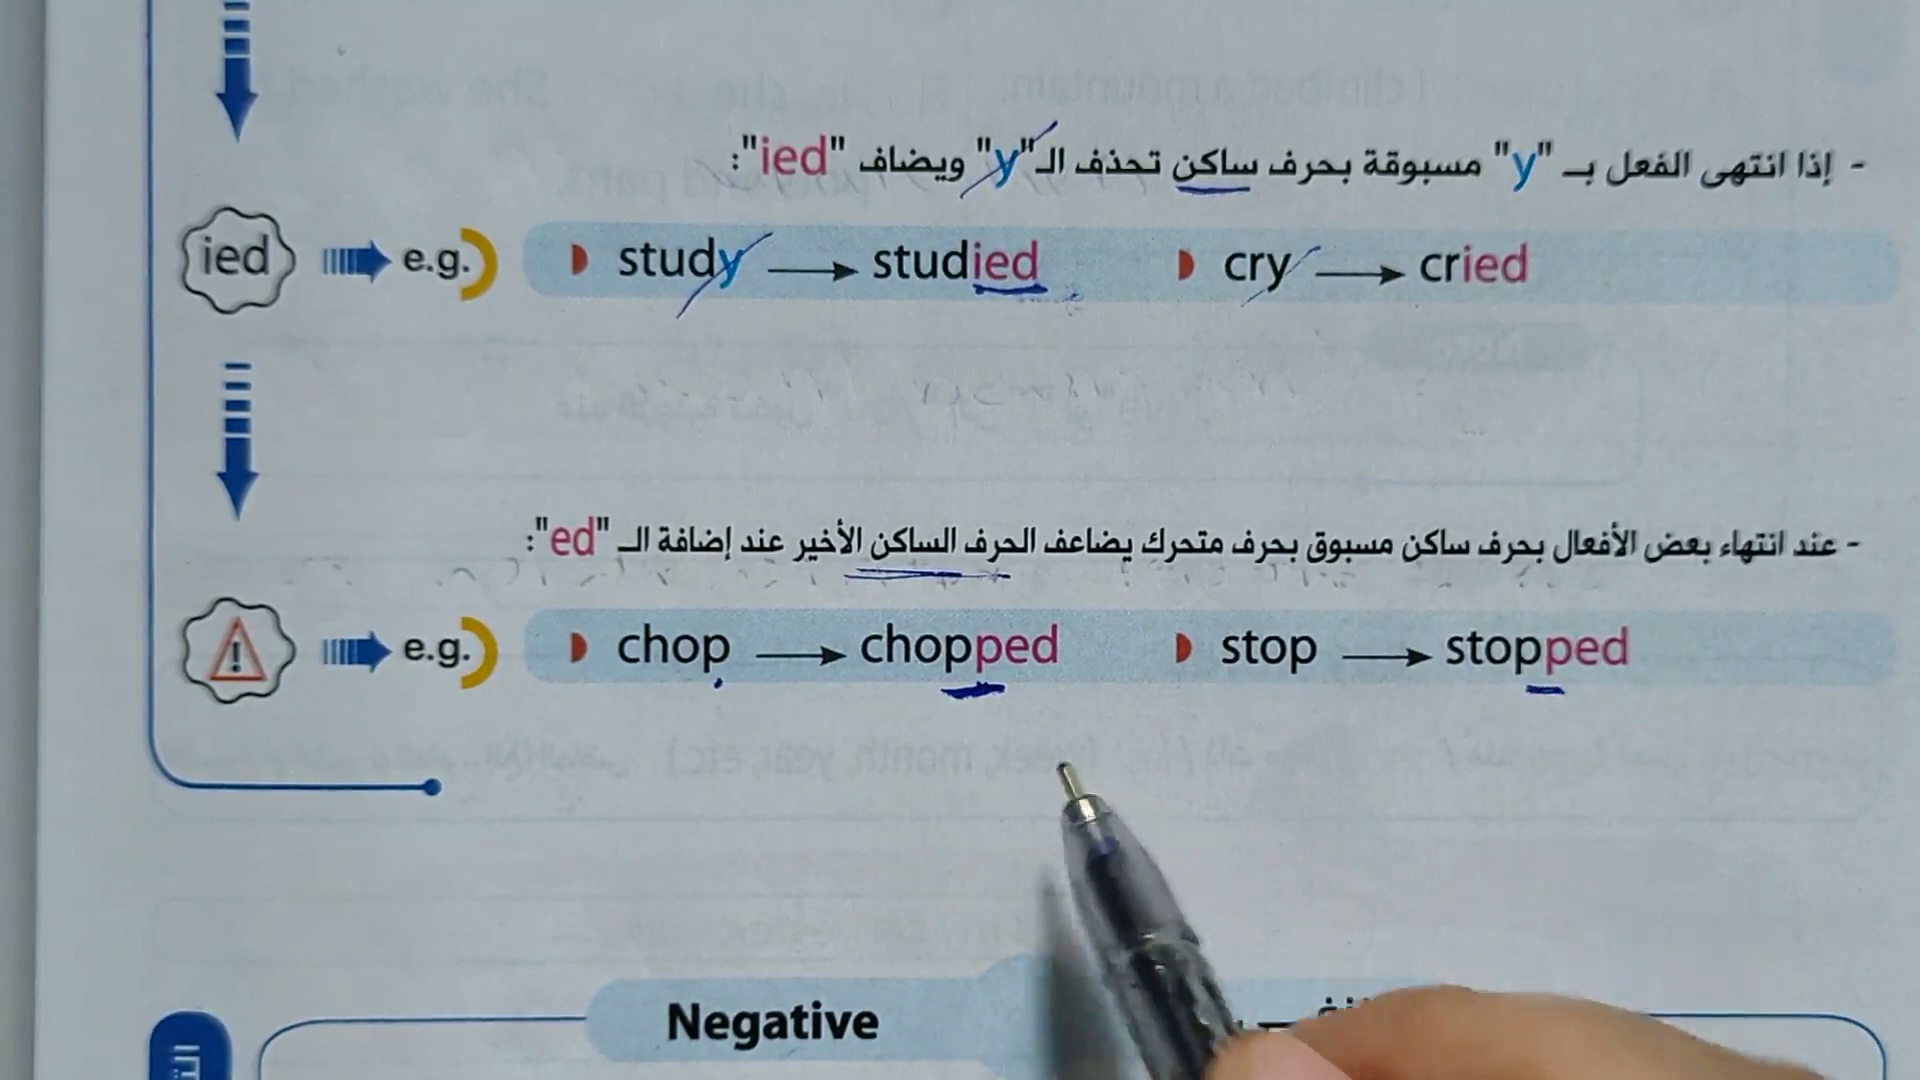 - إذا انتهى الفعل بـ "y" مسبوقة بحرف ساكن تحذف الـ "y" ويضاف "ied":
ied e.g. study → studied cry → cried
- عند انتهاء بعض الأفعال بحرف ساكن مسبوق بحرف متحرك يضاعف الحرف الساكن الأخير عند إضافة الـ "ed":
! e.g. chop → chopped stop → stopped
Negative